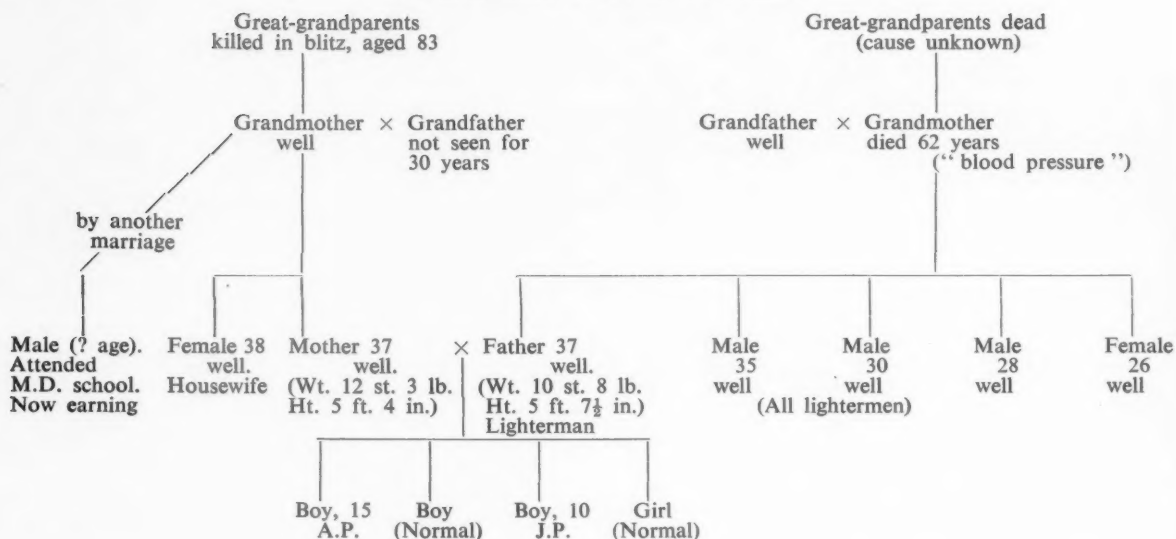 Great-grandparents
killed in blitz, aged 83
Great-grandparents dead
(cause unknown)
Grandmother × Grandfather
well not seen for
30 years
Grandfather × Grandmother
well died 62 years
(“ blood pressure ”)
by another
marriage
Male (? age).
Attended
M.D. school.
Now earning
Female 38
well.
Housewife
Mother 37 × Father 37
well. well.
(Wt. 12 st. 3 lb. (Wt. 10 st. 8 lb.
Ht. 5 ft. 4 in.) Ht. 5 ft. 7½ in.)
Lighterman
Male
35
well
Male
30
well
Male
28
well
(All lightermen)
Female
26
well
Boy, 15
A.P.
Boy
(Normal)
Boy, 10
J.P.
Girl
(Normal)